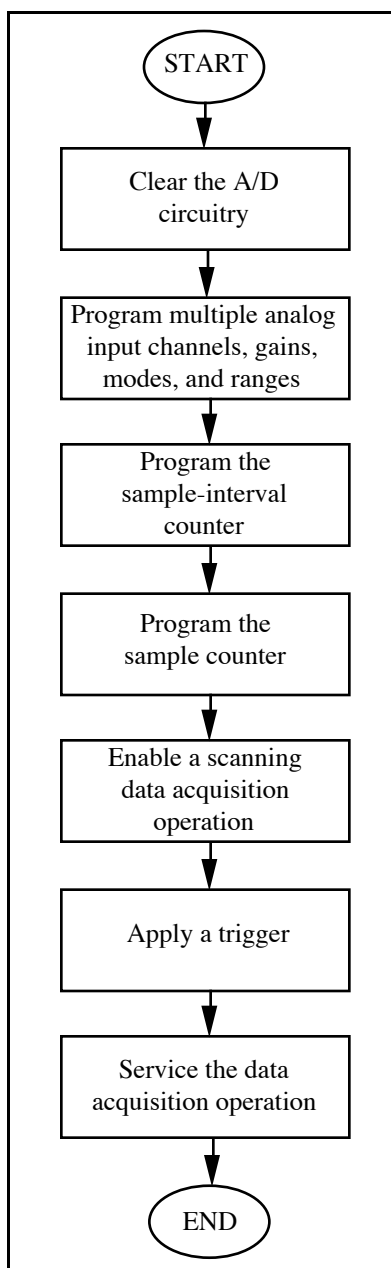 START
Clear the A/D
circuitry
Program multiple analog
input channels, gains,
modes, and ranges
Program the
sample-interval
counter
Program the
sample counter
Enable a scanning
data acquisition
operation
Apply a trigger
Service the data
acquisition operation
END